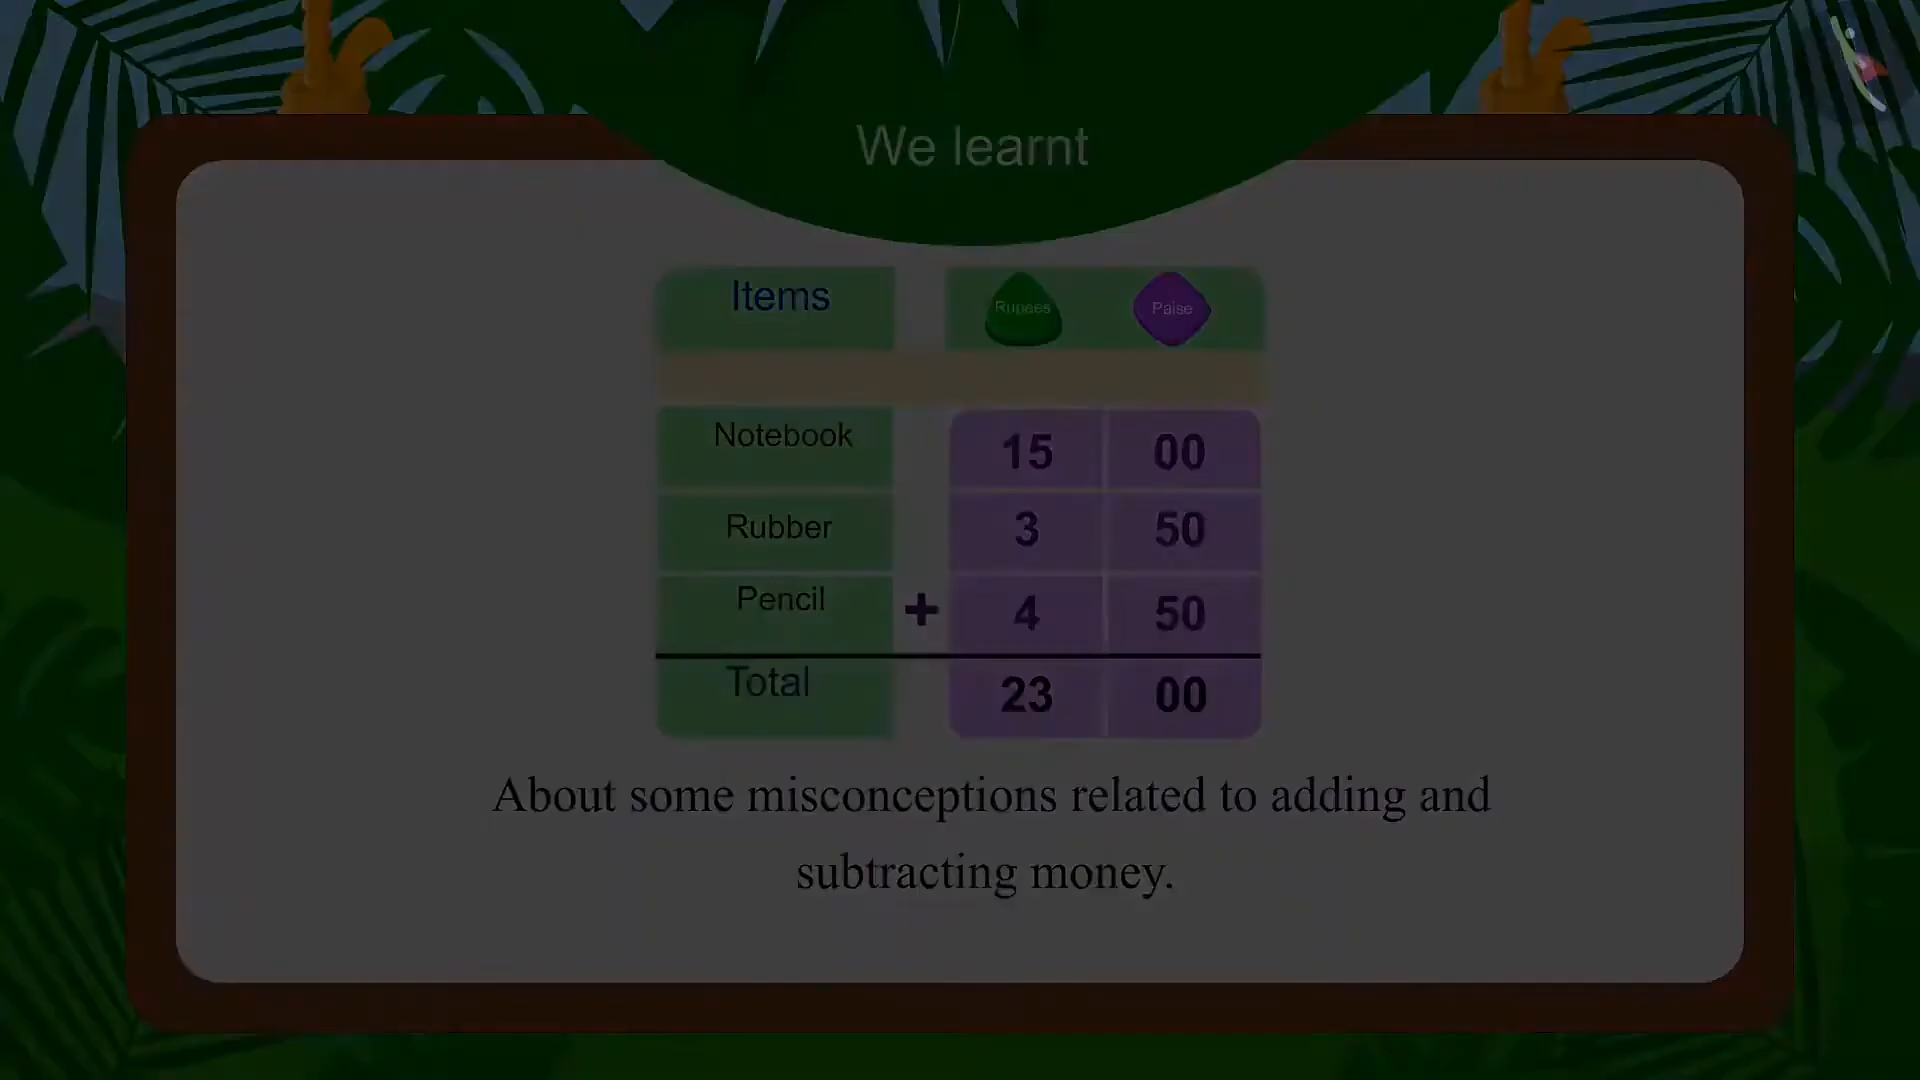 We learnt
Items Rupees Paise
Notebook 15 00
Rubber 3 50
Pencil + 4 50
Total 23 00
About some misconceptions related to adding and
subtracting money.